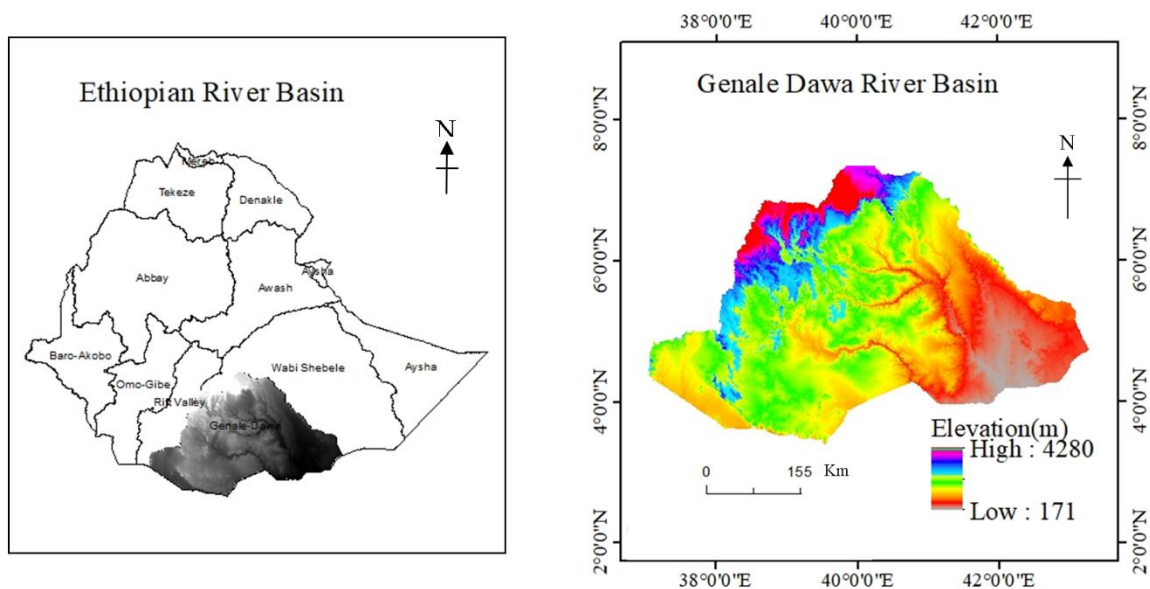 Ethiopian River Basin
N
Mereb
Tekeze
Denakle
Abbay
Aysha
Awash
Baro-Akobo
Omo-Gibe
Rift Valley
Wabi Shebele
Aysha
Genale-Dawa
38°0'0"E 40°0'0"E 42°0'0"E
Genale Dawa River Basin
N
8°0'0"N 8°0'0"N
6°0'0"N 6°0'0"N
4°0'0"N 4°0'0"N
2°0'0"N 2°0'0"N
Elevation(m)
High : 4280
Low : 171
0 155 Km
38°0'0"E 40°0'0"E 42°0'0"E